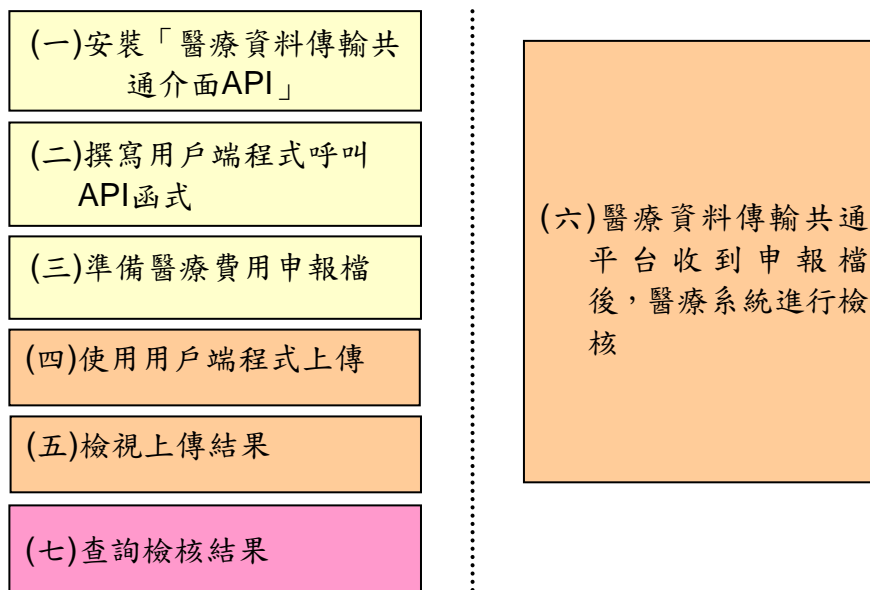 (一)安裝「醫療資料傳輸共
通介面API」
(二)撰寫用戶端程式呼叫
API函式
(三)準備醫療費用申報檔
(四)使用用戶端程式上傳
(五)檢視上傳結果
(七)查詢檢核結果
(六)醫療資料傳輸共通
平台收到申報檔
後，醫療系統進行檢
核